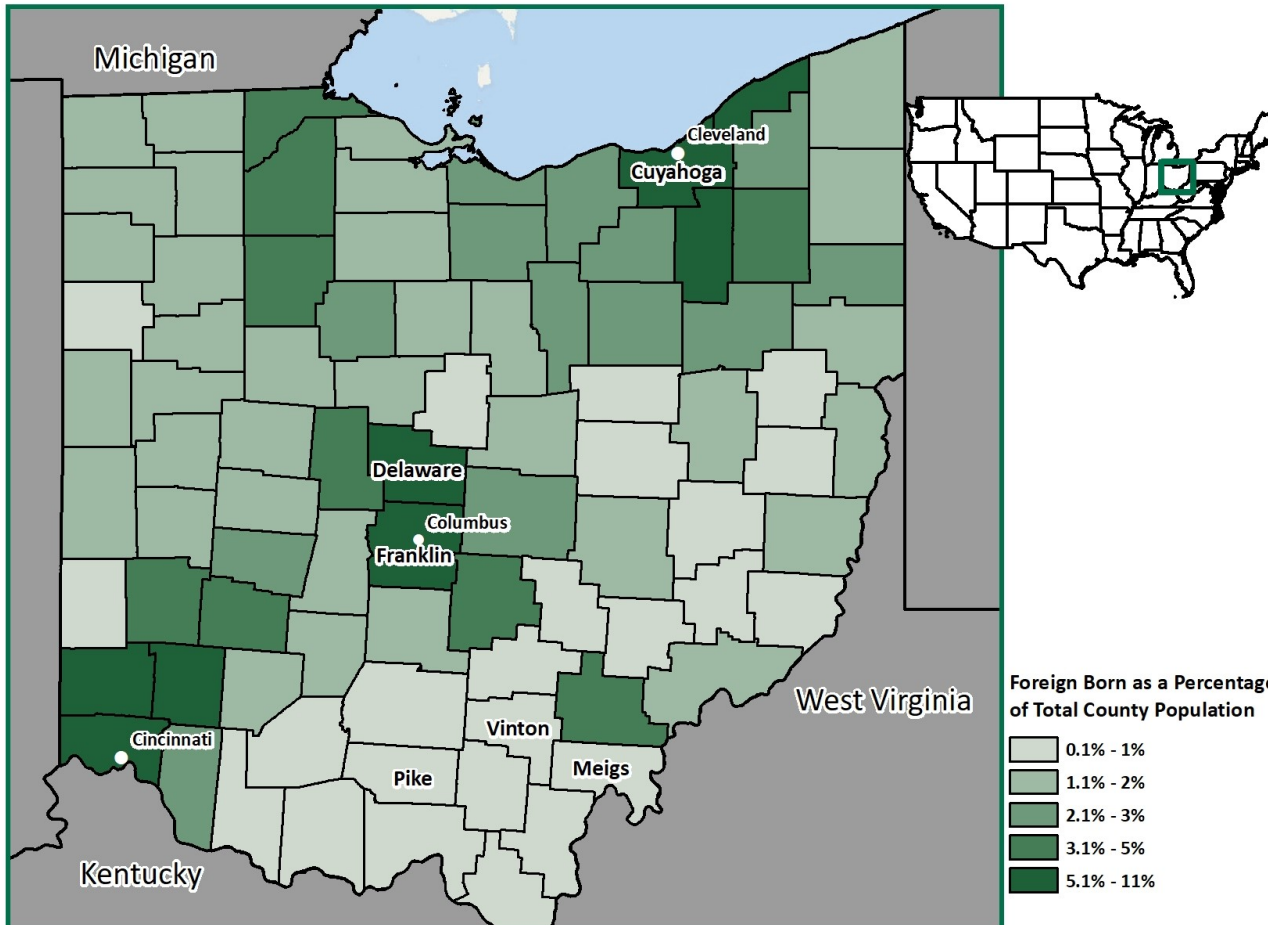 Michigan
Cleveland
Cuyahoga
Delaware
Columbus
Franklin
West Virginia
Vinton
Cincinnati
Meigs
Pike
Kentucky
Foreign Born as a Percentage
of Total County Population
0.1% - 1%
1.1% - 2%
2.1% - 3%
3.1% - 5%
5.1% - 11%